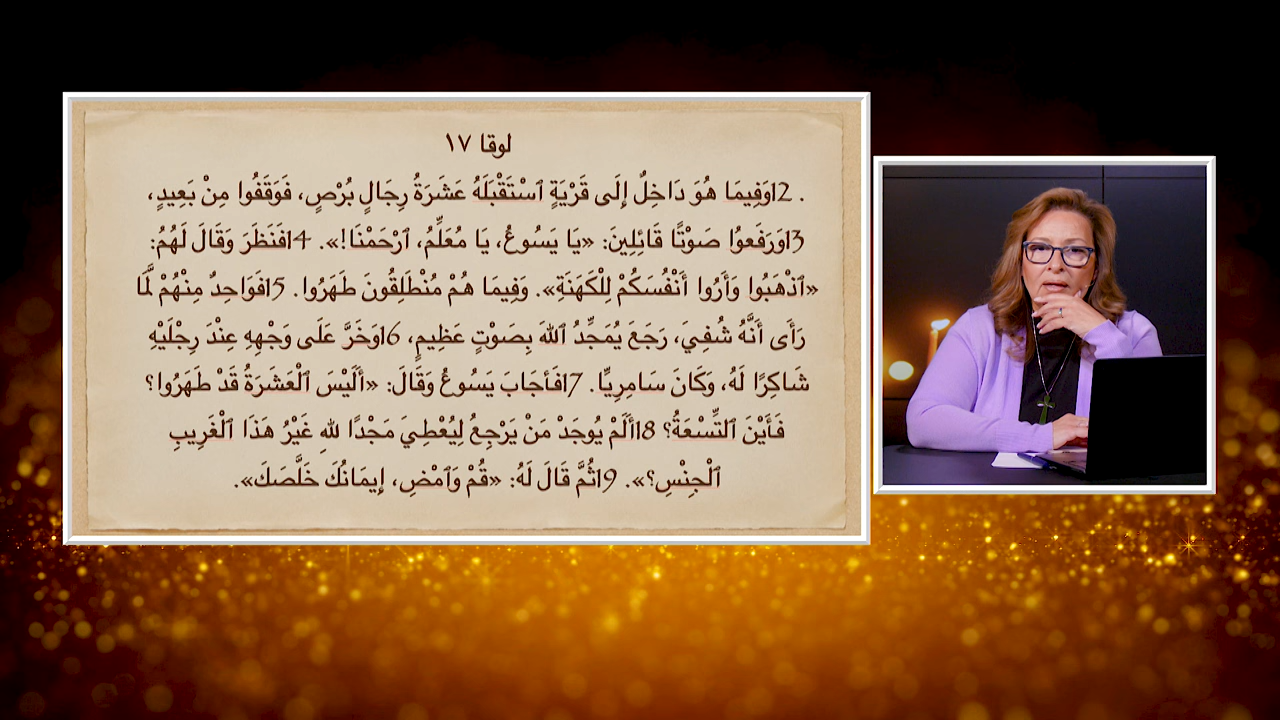 لوقا ١٧
. 12وَفِيمَا هُوَ دَاخِلٌ إِلَى قَرْيَةٍ ٱسْتَقْبَلَهُ عَشَرَةُ رِجَالٍ بُرْصٍ، فَوَقَفُوا مِنْ بَعِيدٍ،
13وَرَفَعوُا صَوْتًا قَائِلِينَ: «يَا يَسُوعُ، يَا مُعَلِّمُ، ٱرْحَمْنَا!». 14فَنَظَرَ وَقَالَ لَهُمُ:
«ٱذْهَبُوا وَأَرُوا أَنْفُسَكُمْ لِلْكَهَنَةِ». وَفِيمَا هُمْ مُنْطَلِقُونَ طَهَرُوا. 15فَوَاحِدٌ مِنْهُمْ لَمَّا
رَأَى أَنَّهُ شُفِيَ، رَجَعَ يُمَجِّدُ ٱللهَ بِصَوْتٍ عَظِيمٍ، 16وَخَرَّ عَلَى وَجْهِهِ عِنْدَ رِجْلَيْهِ
شَاكِرًا لَهُ، وَكَانَ سَامِرِيًّا. 17فَأَجَابَ يَسُوعُ وَقَالَ: «أَلَيْسَ ٱلْعَشَرَةُ قَدْ طَهَرُوا؟
فَأَيْنَ ٱلتِّسْعَةُ؟ 18أَلَمْ يُوجَدْ مَنْ يَرْجِعُ لِيُعْطِيَ مَجْدًا للهِ غَيْرُ هَذَا ٱلْغَرِيبِ
ٱلْجِنْسِ؟». 19ثُمَّ قَالَ لَهُ: «قُمْ وَٱمْضِ، إِيمَانُكَ خَلَّصَكَ».